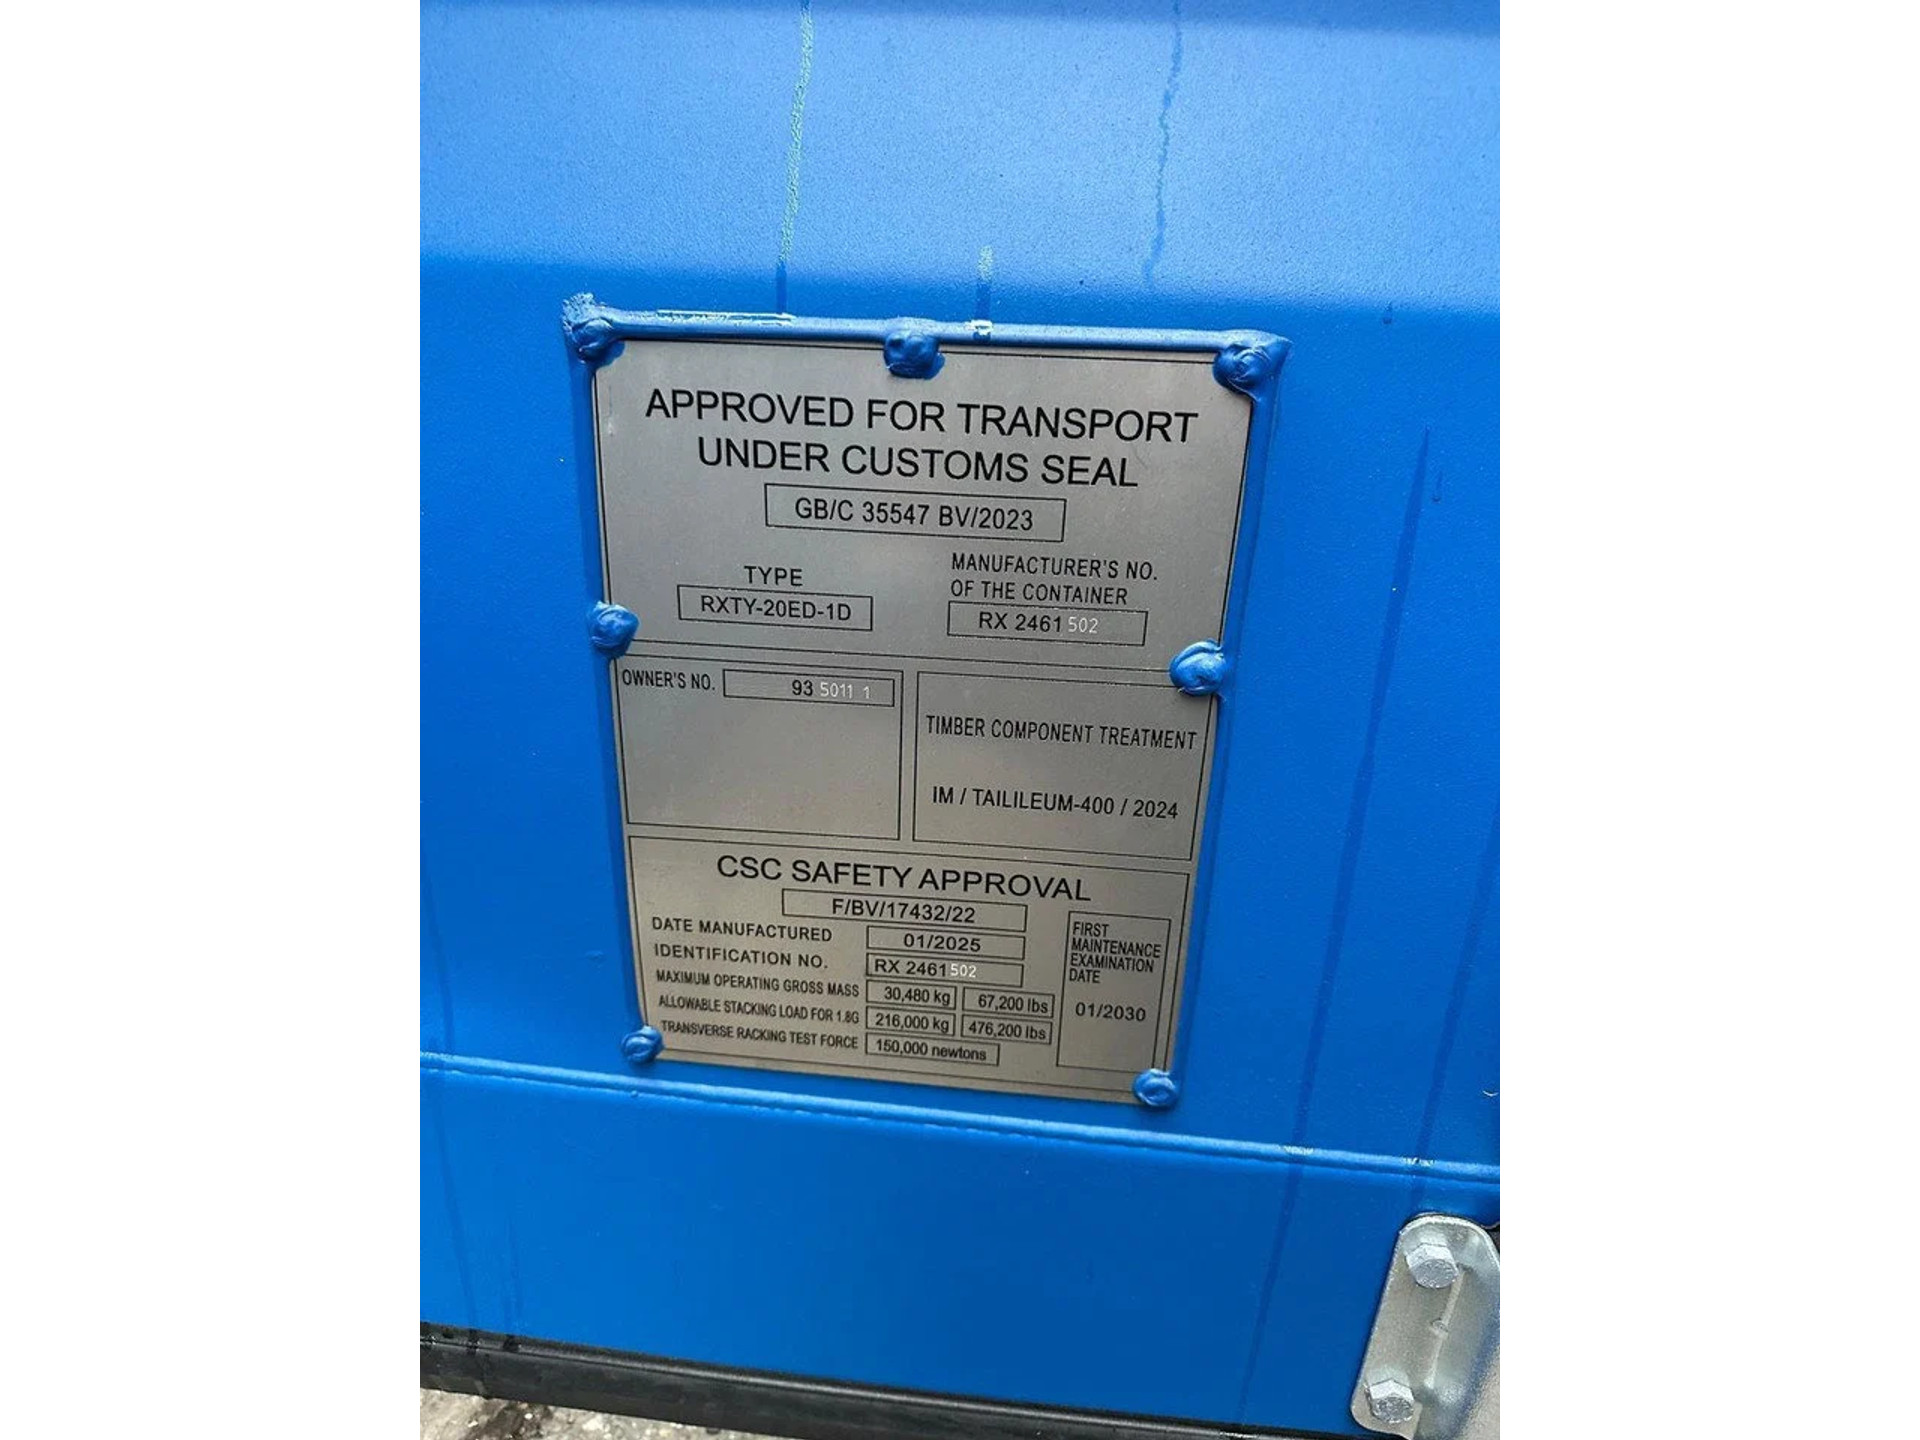 APPROVED FOR TRANSPORT
UNDER CUSTOMS SEAL
GB/C 35547 BV/2023
TYPE
RXTY-20ED-1D
MANUFACTURER'S NO.
OF THE CONTAINER
RX 2461 502
OWNER'S NO. 93 5011 1
TIMBER COMPONENT TREATMENT
IM / TAILILEUM-400 / 2024
CSC SAFETY APPROVAL
F/BV/17432/22
DATE MANUFACTURED 01/2025
IDENTIFICATION NO. RX 2461 502
MAXIMUM OPERATING GROSS MASS 30,480 kg 67,200 lbs
ALLOWABLE STACKING LOAD FOR 1.8G 216,000 kg 476,200 lbs
TRANSVERSE RACKING TEST FORCE 150,000 newtons
FIRST
MAINTENANCE
EXAMINATION
DATE
01/2030